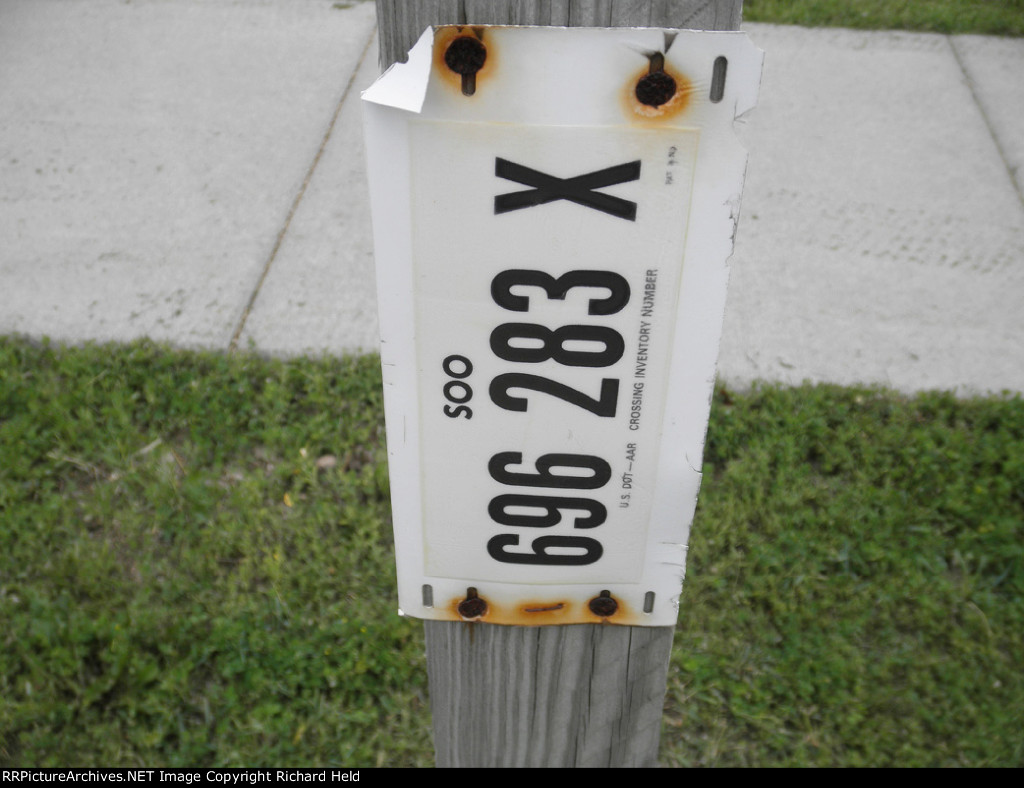 SOO
696 283 X
U.S. DOT—AAR CROSSING INVENTORY NUMBER
RRPictureArchives.NET Image Copyright Richard Held